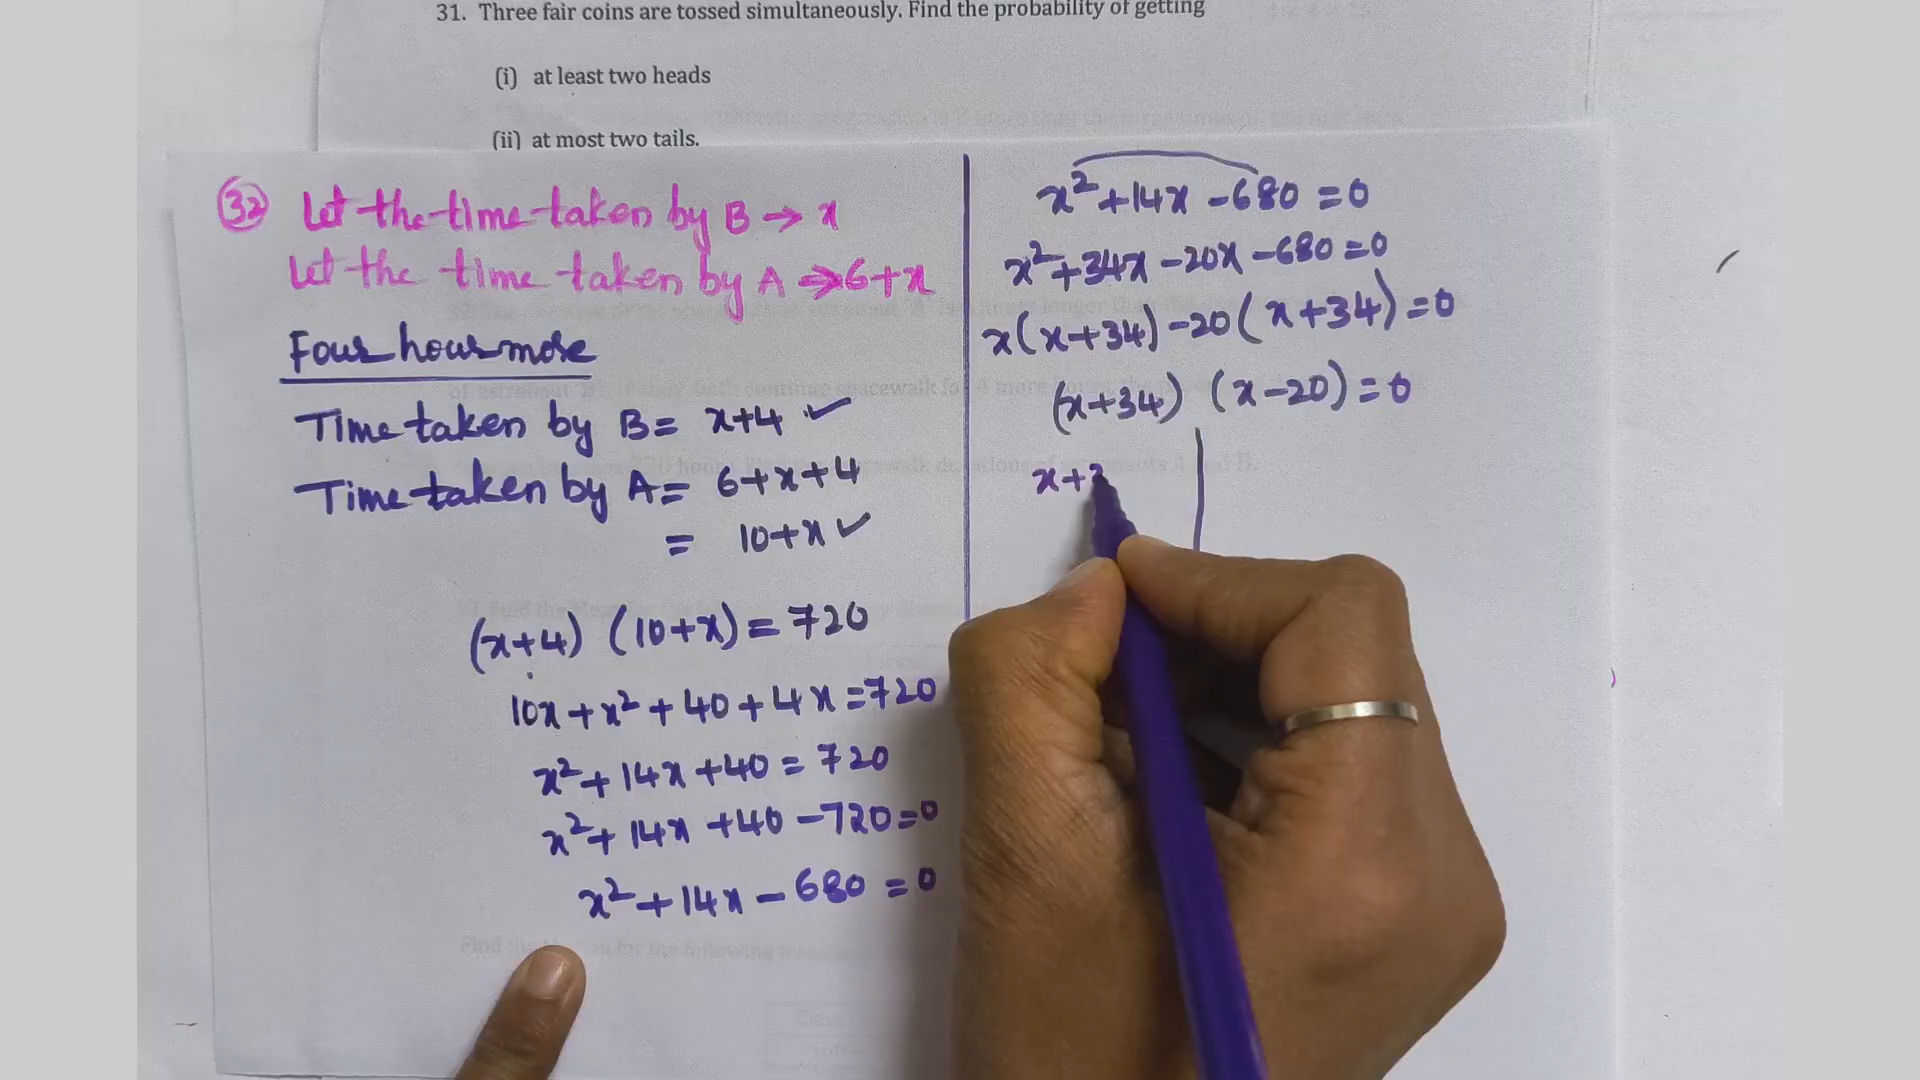 31. Three fair coins are tossed simultaneously. Find the probability of getting
(i) at least two heads
(ii) at most two tails.
32 Let the time taken by B → x
Let the time taken by A → 6+x
Four hour more
Time taken by B = x+4 ✓
Time taken by A = 6+x+4
= 10+x ✓
(x+4) (10+x) = 720
10x + x² + 40 + 4x = 720
x² + 14x + 40 = 720
x² + 14x + 40 - 720 = 0
x² + 14x - 680 = 0
x² + 14x - 680 = 0
x² + 34x - 20x - 680 = 0
x(x+34) - 20(x+34) = 0
(x+34) (x-20) = 0
x+3